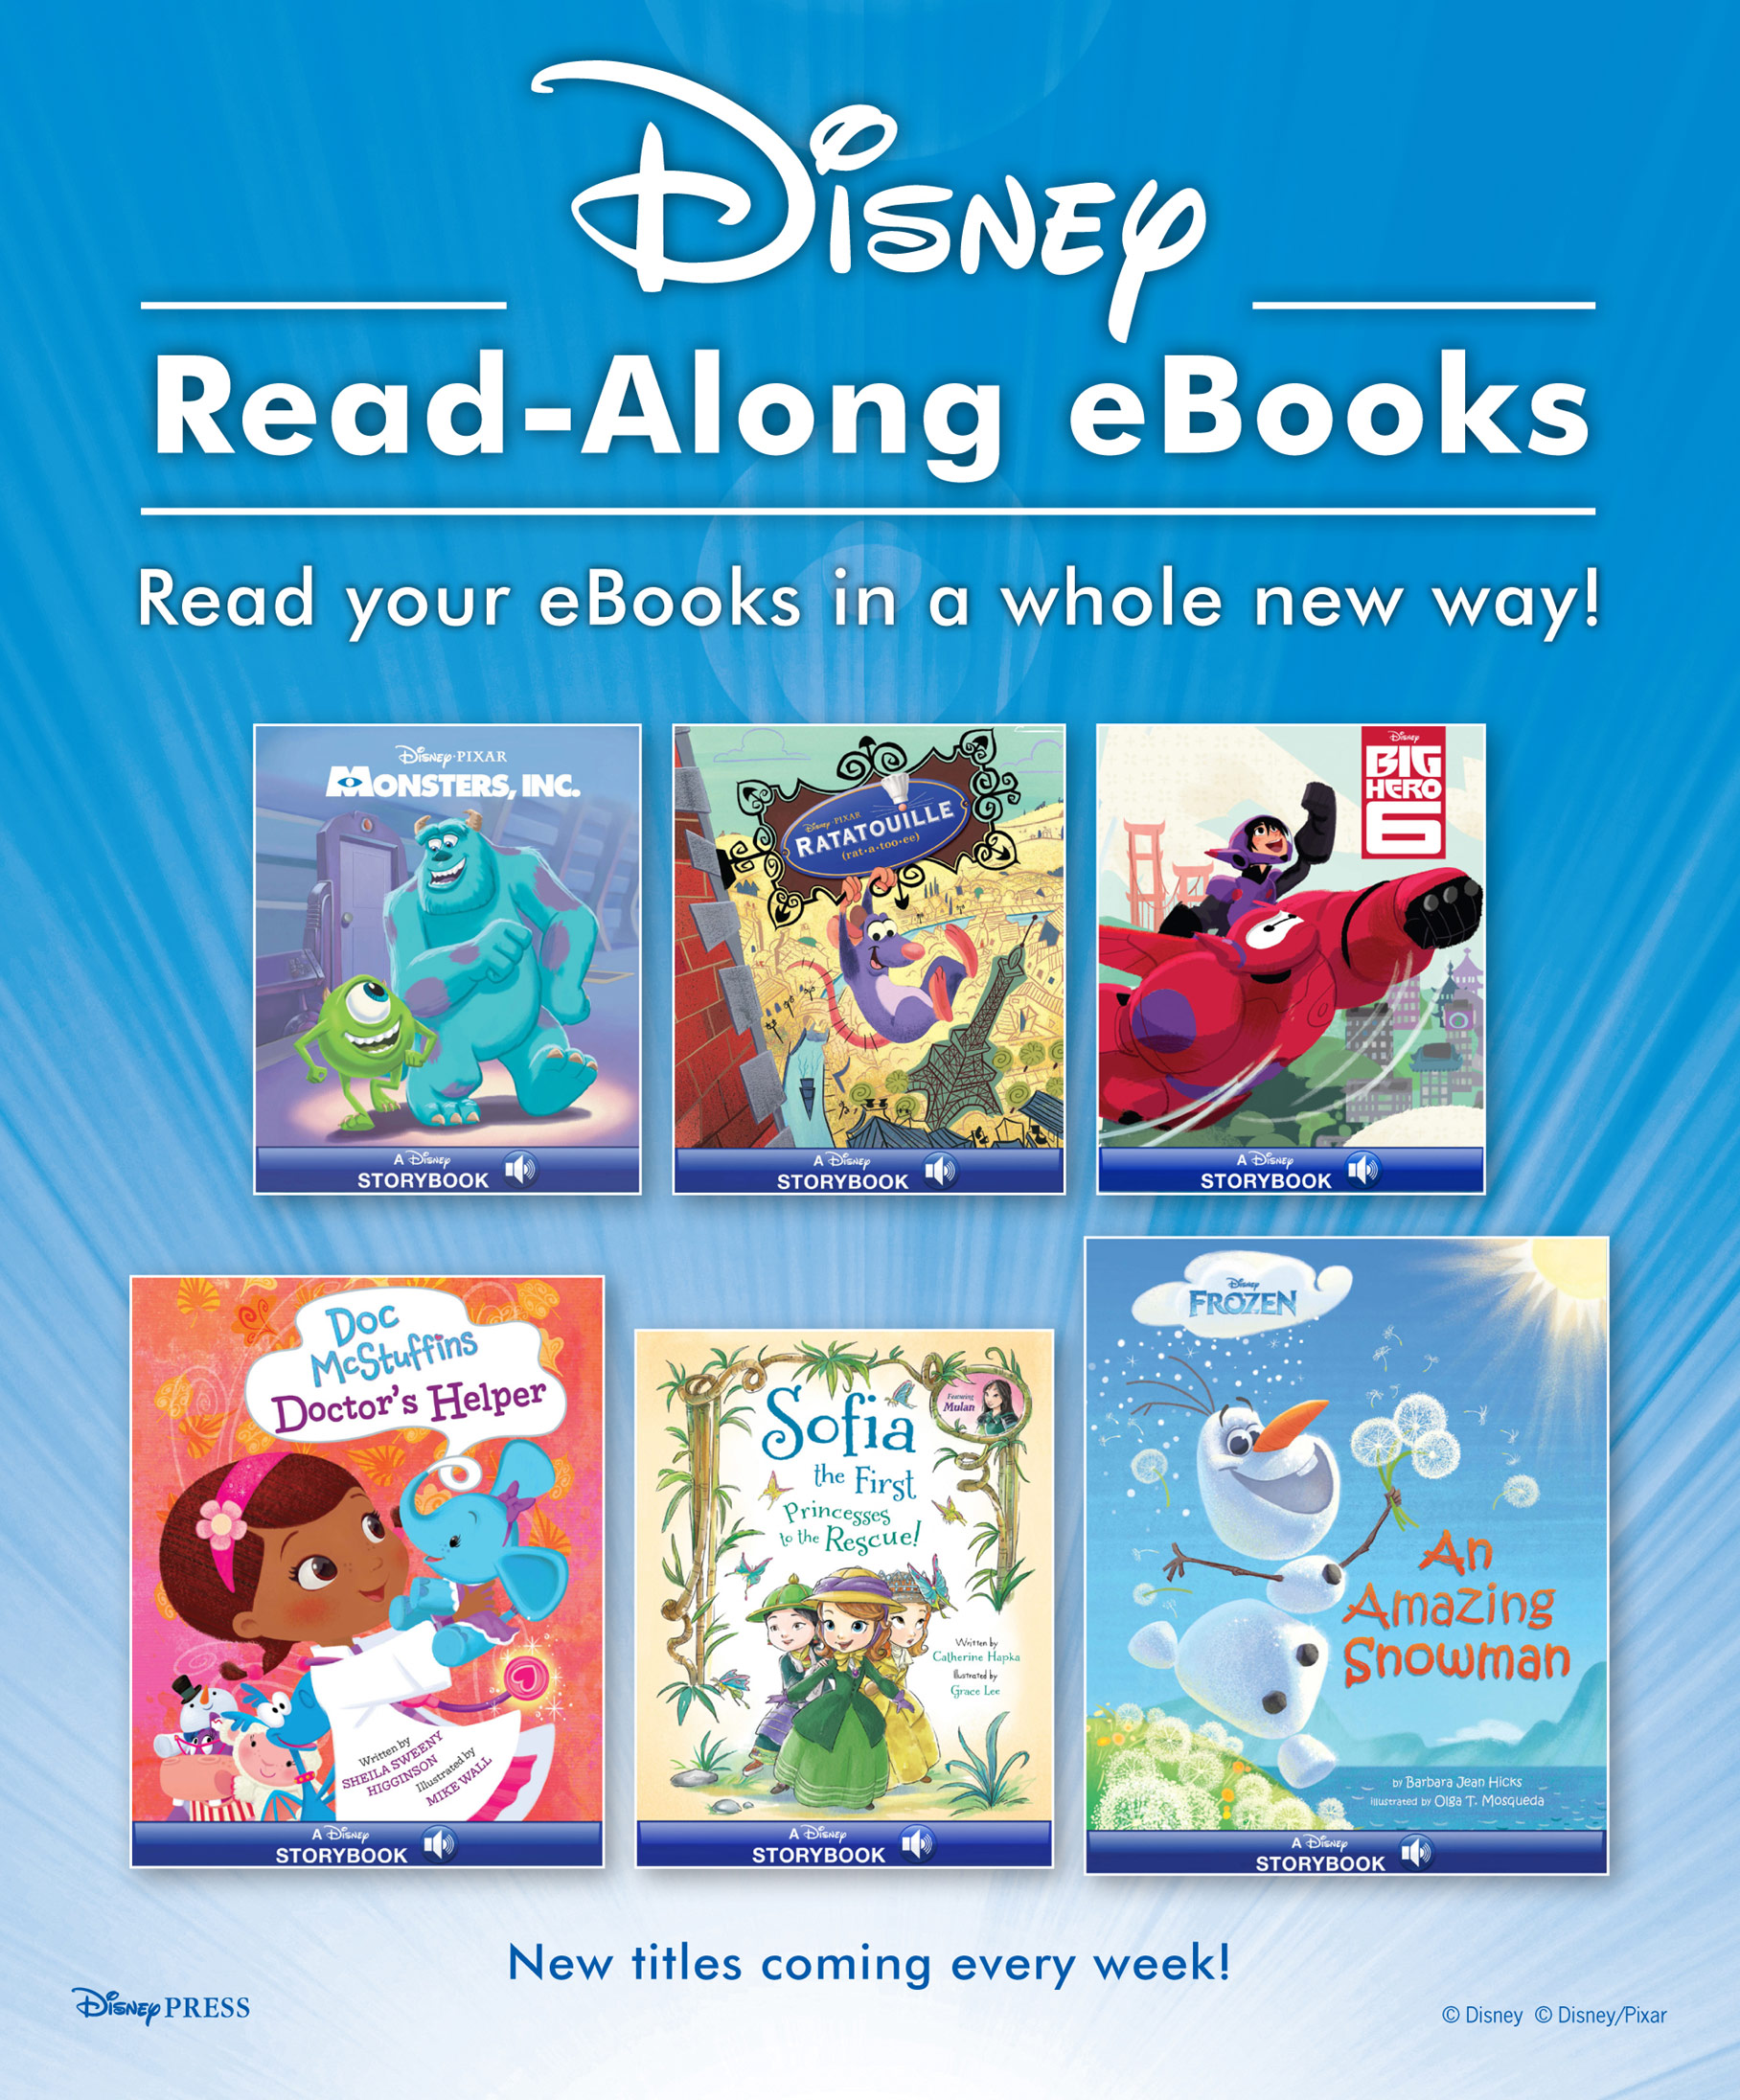 Disney
Read-Along eBooks
Read your eBooks in a whole new way!
Disney·PIXAR
MONSTERS, INC.
A Disney
STORYBOOK
Disney·PIXAR
RATATOUILLE
(rat•a•too•ee)
A Disney
STORYBOOK
Disney
BIG
HERO
6
A Disney
STORYBOOK
Doc
McStuffins
Doctor's Helper
Written by
SHEILA SWEENY
HIGGINSON
Illustrated by
MIKE WALL
A Disney
STORYBOOK
Featuring
Mulan
Sofia
the First
Princesses
to the Rescue!
Written by
Catherine Hapka
Illustrated by
Grace Lee
A Disney
STORYBOOK
Disney
FROZEN
An
Amazing
Snowman
by Barbara Jean Hicks
illustrated by Olga T. Mosqueda
A Disney
STORYBOOK
New titles coming every week!
Disney PRESS
© Disney © Disney/Pixar